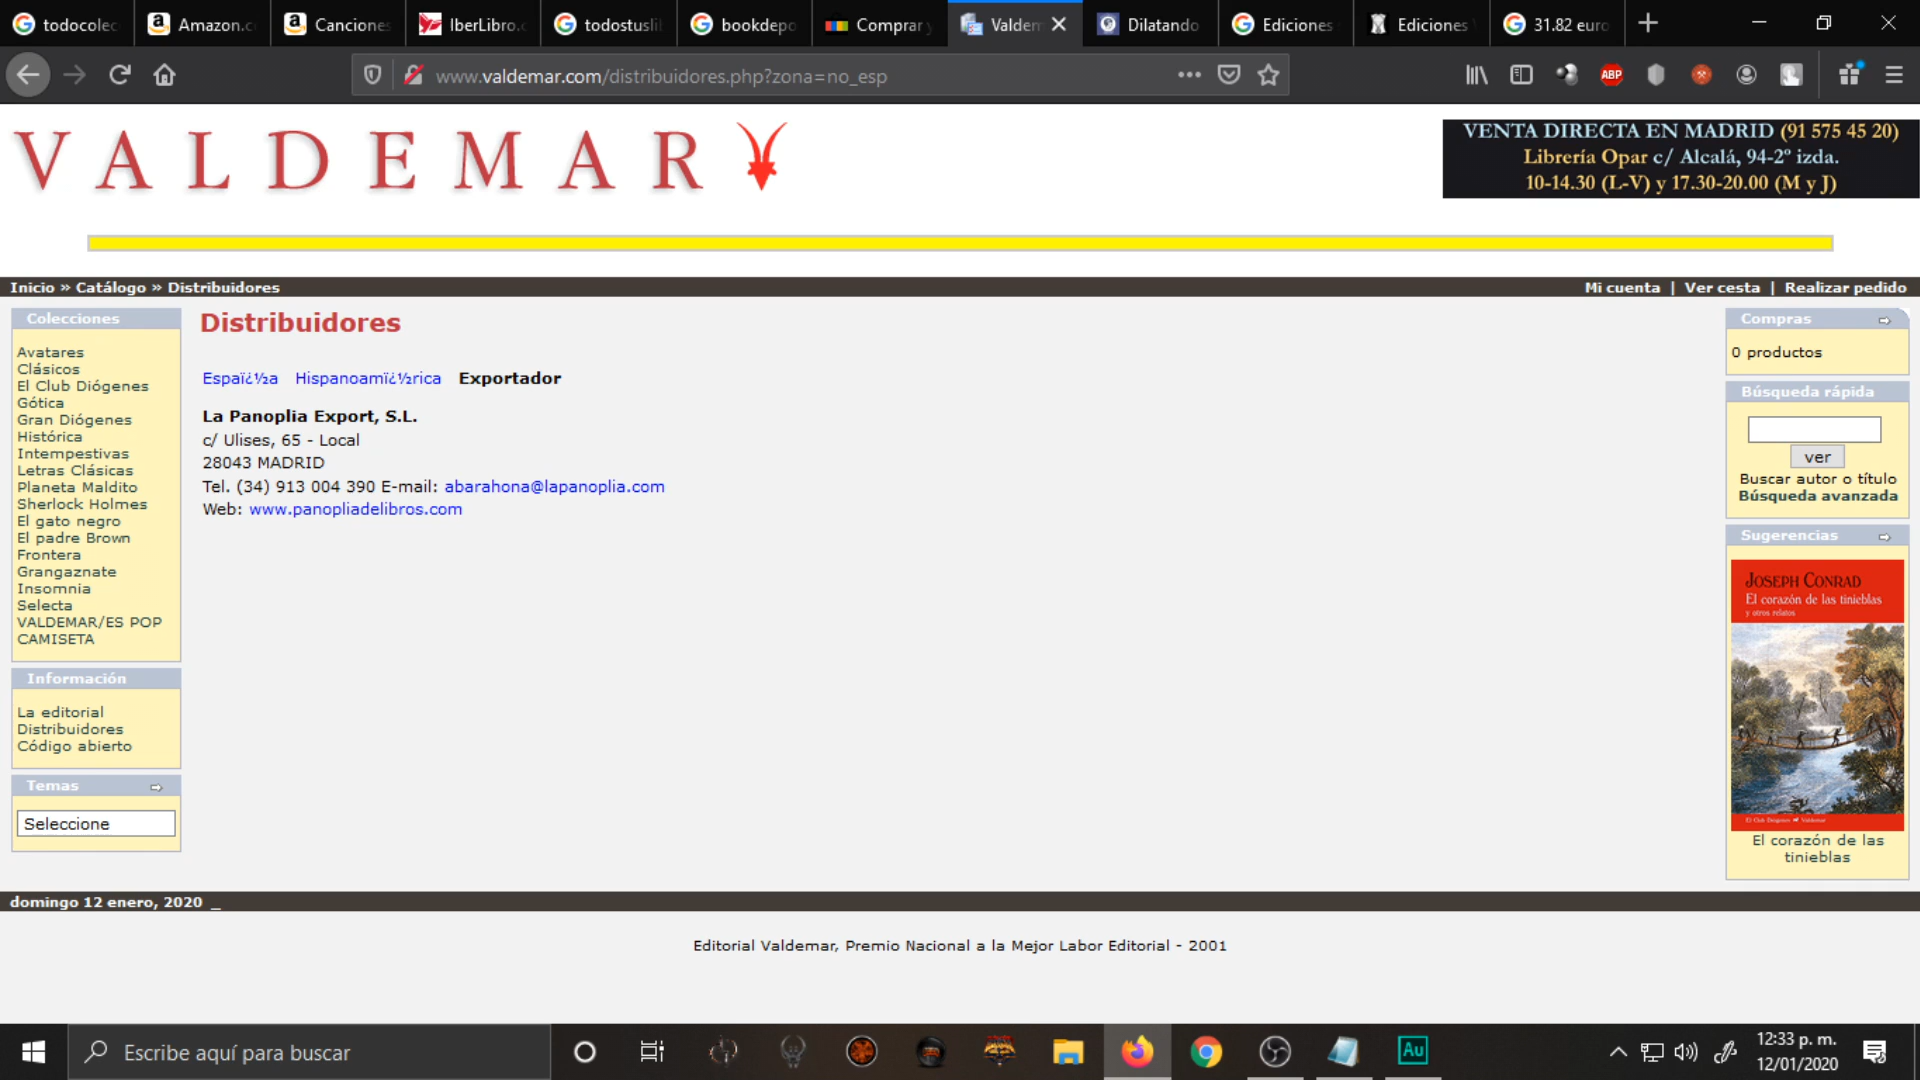 todocolec
Amazon.c
Canciones
IberLibro.c
todostusli
bookdepo
Comprar y
Valdem
Dilatando
Ediciones
Ediciones
31.82 euro
www.valdemar.com/distribuidores.php?zona=no_esp
ABP
VALDEMAR
VENTA DIRECTA EN MADRID (91 575 45 20)
Librería Opar c/ Alcalá, 94-2º izda.
10-14.30 (L-V) y 17.30-20.00 (M y J)
Inicio » Catálogo » Distribuidores
Mi cuenta | Ver cesta | Realizar pedido
Colecciones
Avatares
Clásicos
El Club Diógenes
Gótica
Gran Diógenes
Histórica
Intempestivas
Letras Clásicas
Planeta Maldito
Sherlock Holmes
El gato negro
El padre Brown
Frontera
Grangaznate
Insomnia
Selecta
VALDEMAR/ES POP
CAMISETA
Información
La editorial
Distribuidores
Código abierto
Temas
Seleccione
Distribuidores
Espaï¿½a Hispanoamï¿½rica Exportador
La Panoplia Export, S.L.
c/ Ulises, 65 - Local
28043 MADRID
Tel. (34) 913 004 390 E-mail: abarahona@lapanoplia.com
Web: www.panopliadelibros.com
Compras
0 productos
Búsqueda rápida
ver
Buscar autor o título
Búsqueda avanzada
Sugerencias
JOSEPH CONRAD
El corazón de las tinieblas
y otros relatos
El Club Diógenes Valdemar
El corazón de las
tinieblas
domingo 12 enero, 2020 _
Editorial Valdemar, Premio Nacional a la Mejor Labor Editorial - 2001
Escribe aquí para buscar
Au
12:33 p. m.
12/01/2020